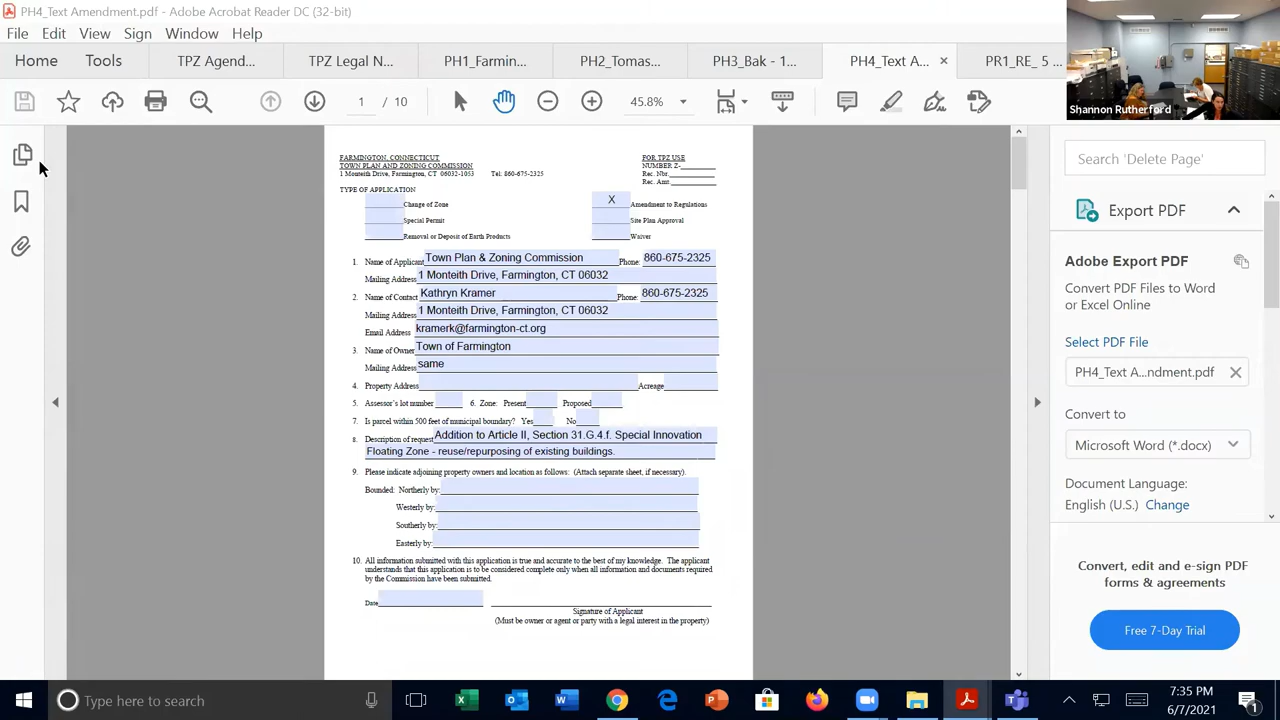 PH4_Text Amendment.pdf - Adobe Acrobat Reader DC (32-bit)
File Edit View Sign Window Help
Home Tools TPZ Agend... TPZ Legal N... PH1_Farmin... PH2_Tomas... PH3_Bak - 1... PH4_Text A... × PR1_RE_ 5
1 / 10 45.8%
Shannon Rutherford
FARMINGTON, CONNECTICUT
TOWN PLAN AND ZONING COMMISSION
1 Monteith Drive, Farmington, CT 06032-1053 Tel: 860-675-2325
FOR TPZ USE
NUMBER Z-
Rec. Nbr.
Rec. Amt.
TYPE OF APPLICATION
Change of Zone X Amendment to Regulations
Special Permit Site Plan Approval
Removal or Deposit of Earth Products Waiver
1. Name of Applicant Town Plan & Zoning Commission Phone: 860-675-2325
Mailing Address 1 Monteith Drive, Farmington, CT 06032
2. Name of Contact Kathryn Kramer Phone: 860-675-2325
Mailing Address 1 Monteith Drive, Farmington, CT 06032
Email Address kramerk@farmington-ct.org
3. Name of Owner Town of Farmington
Mailing Address same
4. Property Address Acreage
5. Assessor's lot number 6. Zone: Present Proposed
7. Is parcel within 500 feet of municipal boundary? Yes No
8. Description of request Addition to Article II, Section 31.G.4.f. Special Innovation
Floating Zone - reuse/repurposing of existing buildings.
9. Please indicate adjoining property owners and location as follows: (Attach separate sheet, if necessary).
Bounded: Northerly by:
Westerly by:
Southerly by:
Easterly by:
10. All information submitted with this application is true and accurate to the best of my knowledge. The applicant
understands that this application is to be considered complete only when all information and documents required
by the Commission have been submitted.
Date
Signature of Applicant
(Must be owner or agent or party with a legal interest in the property)
Search 'Delete Page'
Export PDF
Adobe Export PDF
Convert PDF Files to Word
or Excel Online
Select PDF File
PH4_Text A...ndment.pdf
Convert to
Microsoft Word (*.docx)
Document Language:
English (U.S.) Change
Convert, edit and e-sign PDF
forms & agreements
Free 7-Day Trial
Type here to search
7:35 PM
6/7/2021
1